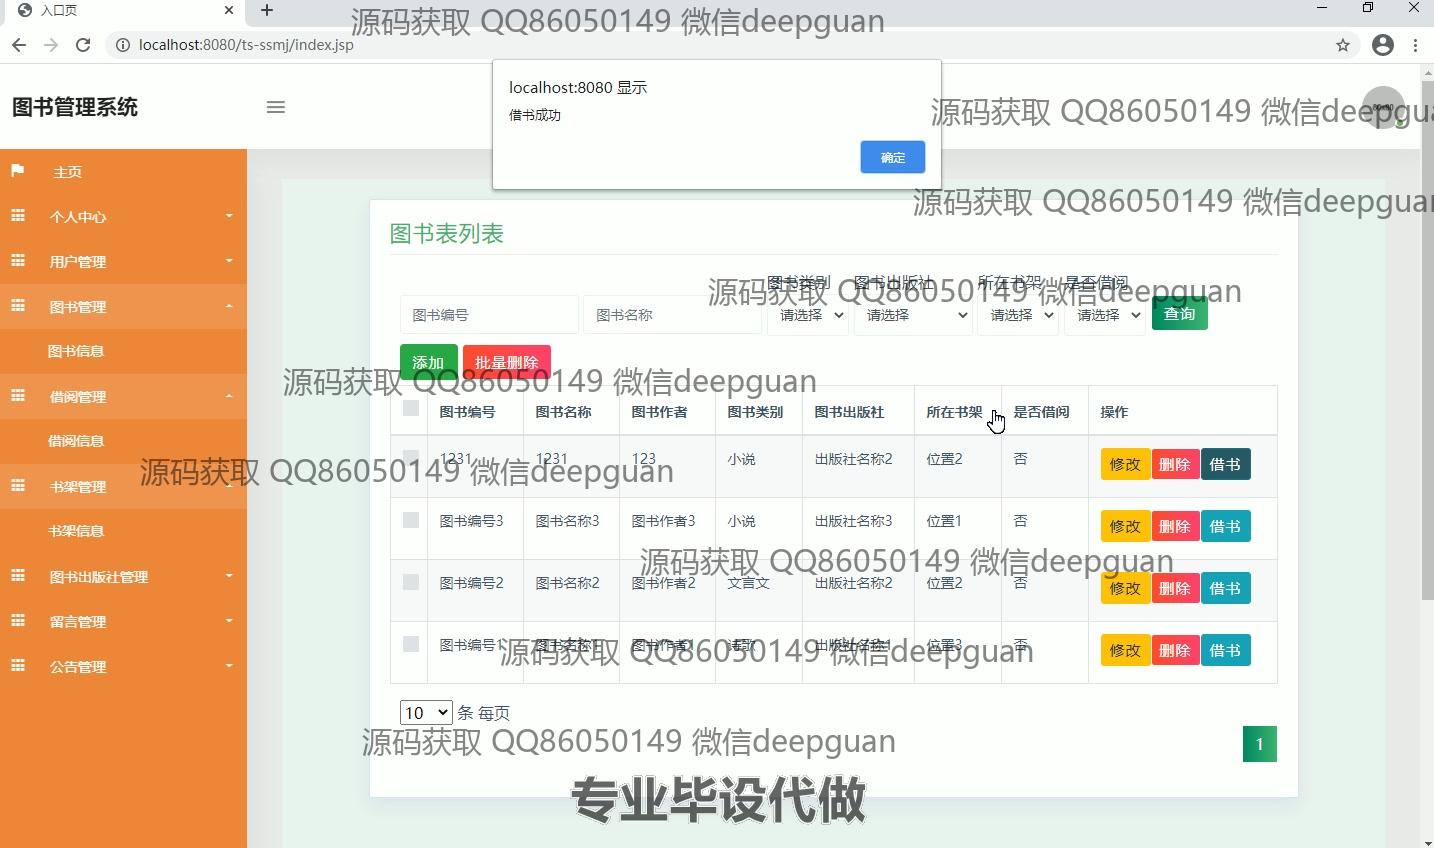 入口页
源码获取 QQ86050149 微信deepguan
localhost:8080/ts-ssmj/index.jsp
localhost:8080 显示
借书成功
确定
图书管理系统
源码获取 QQ86050149 微信deepgua
主页
个人中心
用户管理
图书管理
图书信息
借阅管理
借阅信息
书架管理
书架信息
图书出版社管理
留言管理
公告管理
源码获取 QQ86050149 微信deepguan
图书表列表
图书类别 图书出版社 所在书架 是否借阅
源码获取 QQ86050149 微信deepguan
图书编号 图书名称 请选择 请选择 请选择 请选择 查询
添加 批量删除
源码获取 QQ86050149 微信deepguan
图书编号 图书名称 图书作者 图书类别 图书出版社 所在书架 是否借阅 操作
1231 1231 123 小说 出版社名称2 位置2 否 修改 删除 借书
源码获取 QQ86050149 微信deepguan
图书编号3 图书名称3 图书作者3 小说 出版社名称3 位置1 否 修改 删除 借书
源码获取 QQ86050149 微信deepguan
图书编号2 图书名称2 图书作者2 文言文 出版社名称2 位置2 否 修改 删除 借书
图书编号1 图书名称1 图书作者1 诗歌 出版社名称1 位置3 否 修改 删除 借书
源码获取 QQ86050149 微信deepguan
10 条 每页
源码获取 QQ86050149 微信deepguan
1
专业毕设代做